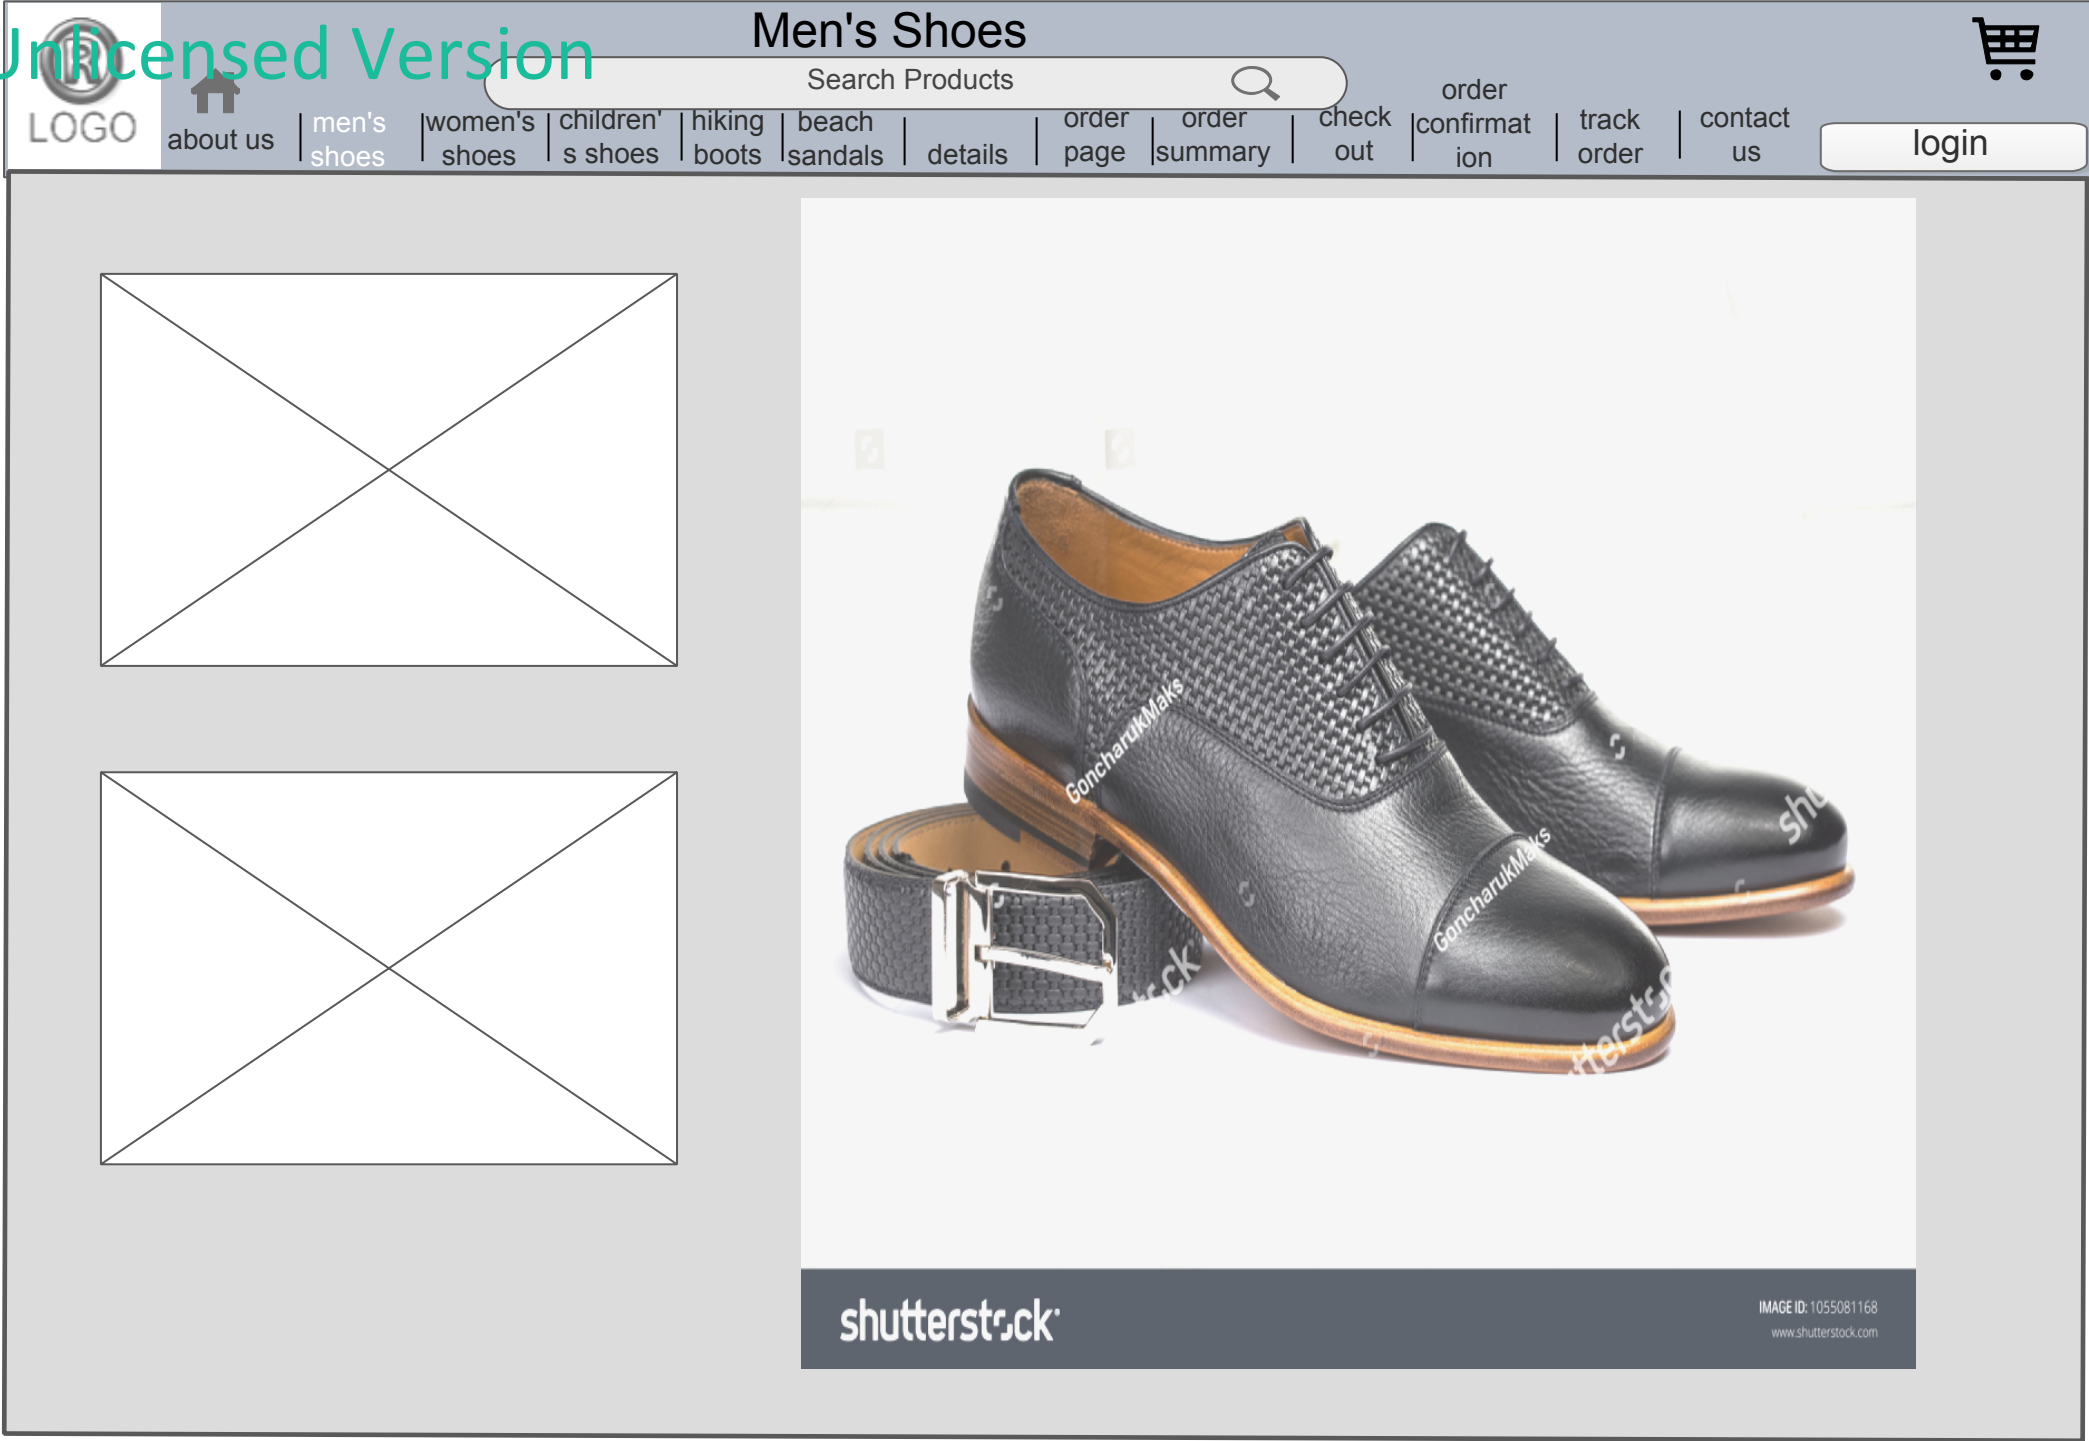 Men's Shoes
Unlicensed Version
LOGO
Search Products
about us
men's
shoes
women's
shoes
children'
s shoes
hiking
boots
beach
sandals
details
order
page
order
summary
check
out
order
confirmat
ion
track
order
contact
us
login
GoncharukMaks
GoncharukMaks
shutterstock
IMAGE ID: 1055081168
www.shutterstock.com